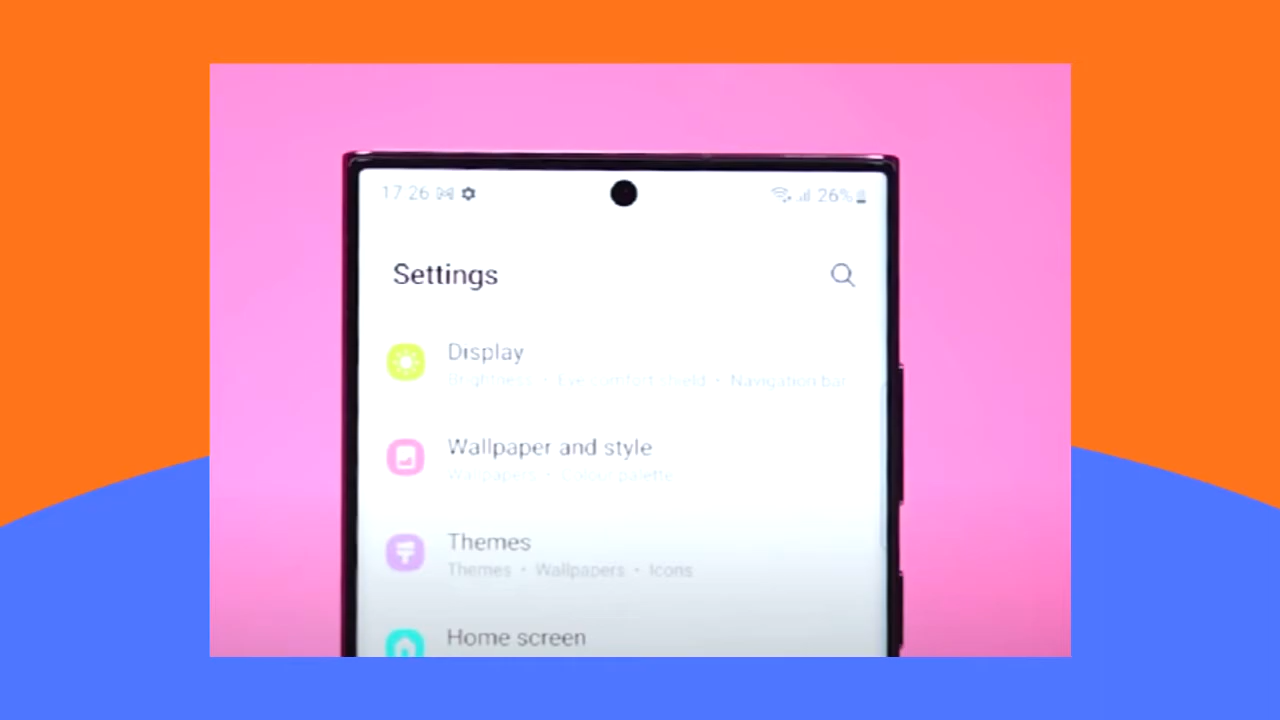 17:26
26%
Settings
Display
Brightness • Eye comfort shield • Navigation bar
Wallpaper and style
Wallpapers • Colour palette
Themes
Themes • Wallpapers • Icons
Home screen